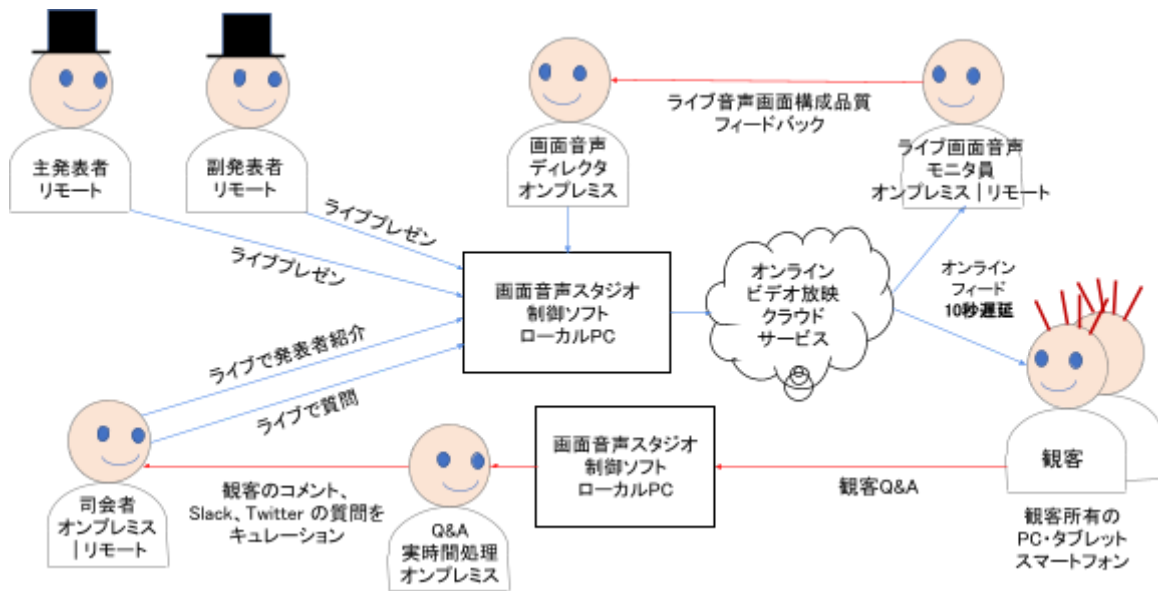 主発表者
リモート
副発表者
リモート
画面音声
ディレクタ
オンプレミス
ライブ音声画面構成品質
フィードバック
ライブ画面音声
モニタ員
オンプレミス | リモート
ライブプレゼン
ライブプレゼン
画面音声スタジオ
制御ソフト
ローカルPC
オンライン
ビデオ放映
クラウド
サービス
オンライン
フィード
10秒遅延
ライブで発表者紹介
ライブで質問
司会者
オンプレミス
| リモート
観客のコメント、
Slack、Twitter の質問を
キュレーション
Q&A
実時間処理
オンプレミス
画面音声スタジオ
制御ソフト
ローカルPC
観客Q&A
観客
観客所有の
PC・タブレット
スマートフォン